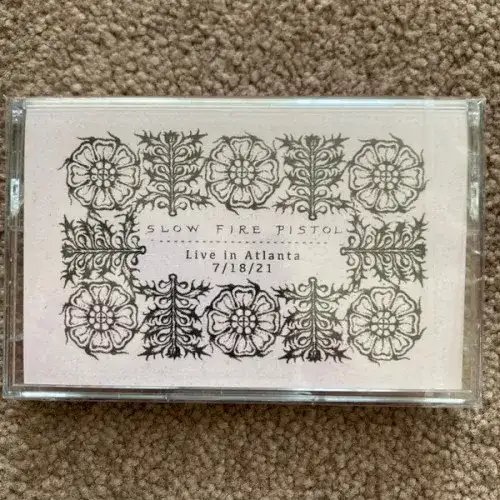 SLOW FIRE PISTOL
Live in Atlanta
7/18/21